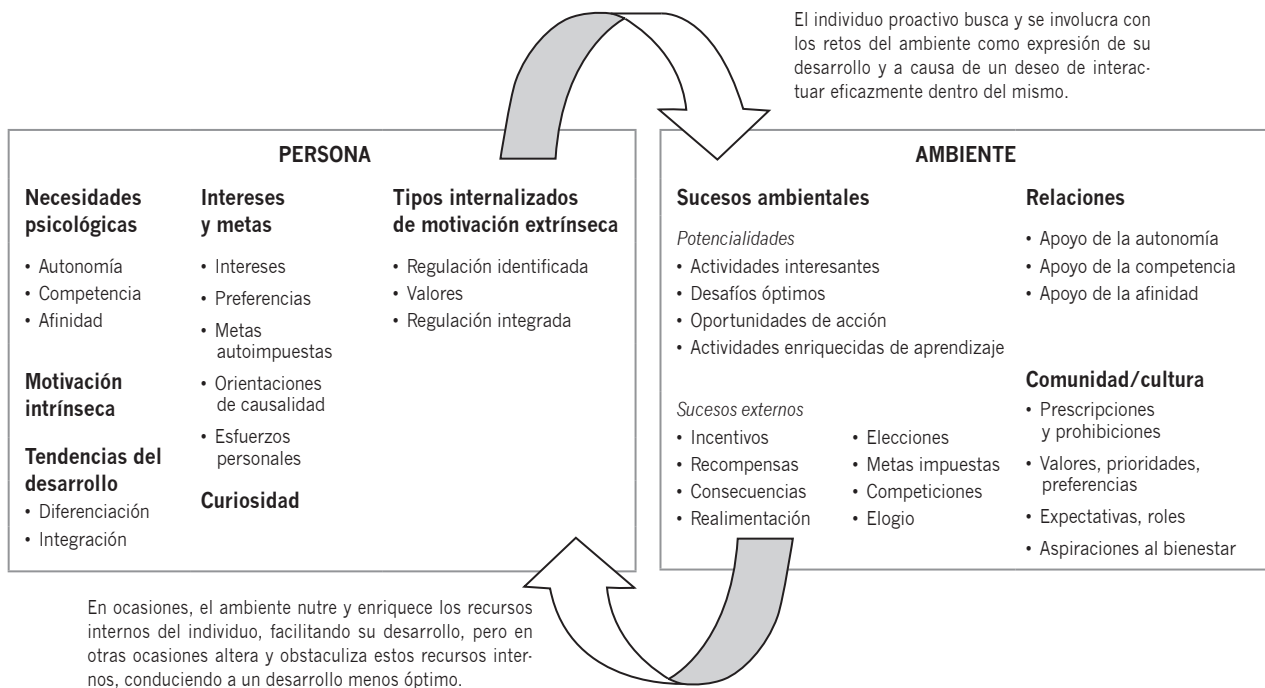 El individuo proactivo busca y se involucra con
los retos del ambiente como expresión de su
desarrollo y a causa de un deseo de interac-
tuar eficazmente dentro del mismo.
PERSONA
Necesidades
psicológicas
• Autonomía
• Competencia
• Afinidad
Motivación
intrínseca
Tendencias del
desarrollo
• Diferenciación
• Integración
Intereses
y metas
• Intereses
• Preferencias
• Metas
autoimpuestas
• Orientaciones
de causalidad
• Esfuerzos
personales
Curiosidad
Tipos internalizados
de motivación extrínseca
• Regulación identificada
• Valores
• Regulación integrada
AMBIENTE
Sucesos ambientales
Potencialidades
• Actividades interesantes
• Desafíos óptimos
• Oportunidades de acción
• Actividades enriquecidas de aprendizaje
Sucesos externos
• Incentivos
• Recompensas
• Consecuencias
• Realimentación
• Elecciones
• Metas impuestas
• Competiciones
• Elogio
Relaciones
• Apoyo de la autonomía
• Apoyo de la competencia
• Apoyo de la afinidad
Comunidad/cultura
• Prescripciones
y prohibiciones
• Valores, prioridades,
preferencias
• Expectativas, roles
• Aspiraciones al bienestar
En ocasiones, el ambiente nutre y enriquece los recursos
internos del individuo, facilitando su desarrollo, pero en
otras ocasiones altera y obstaculiza estos recursos inter-
nos, conduciendo a un desarrollo menos óptimo.